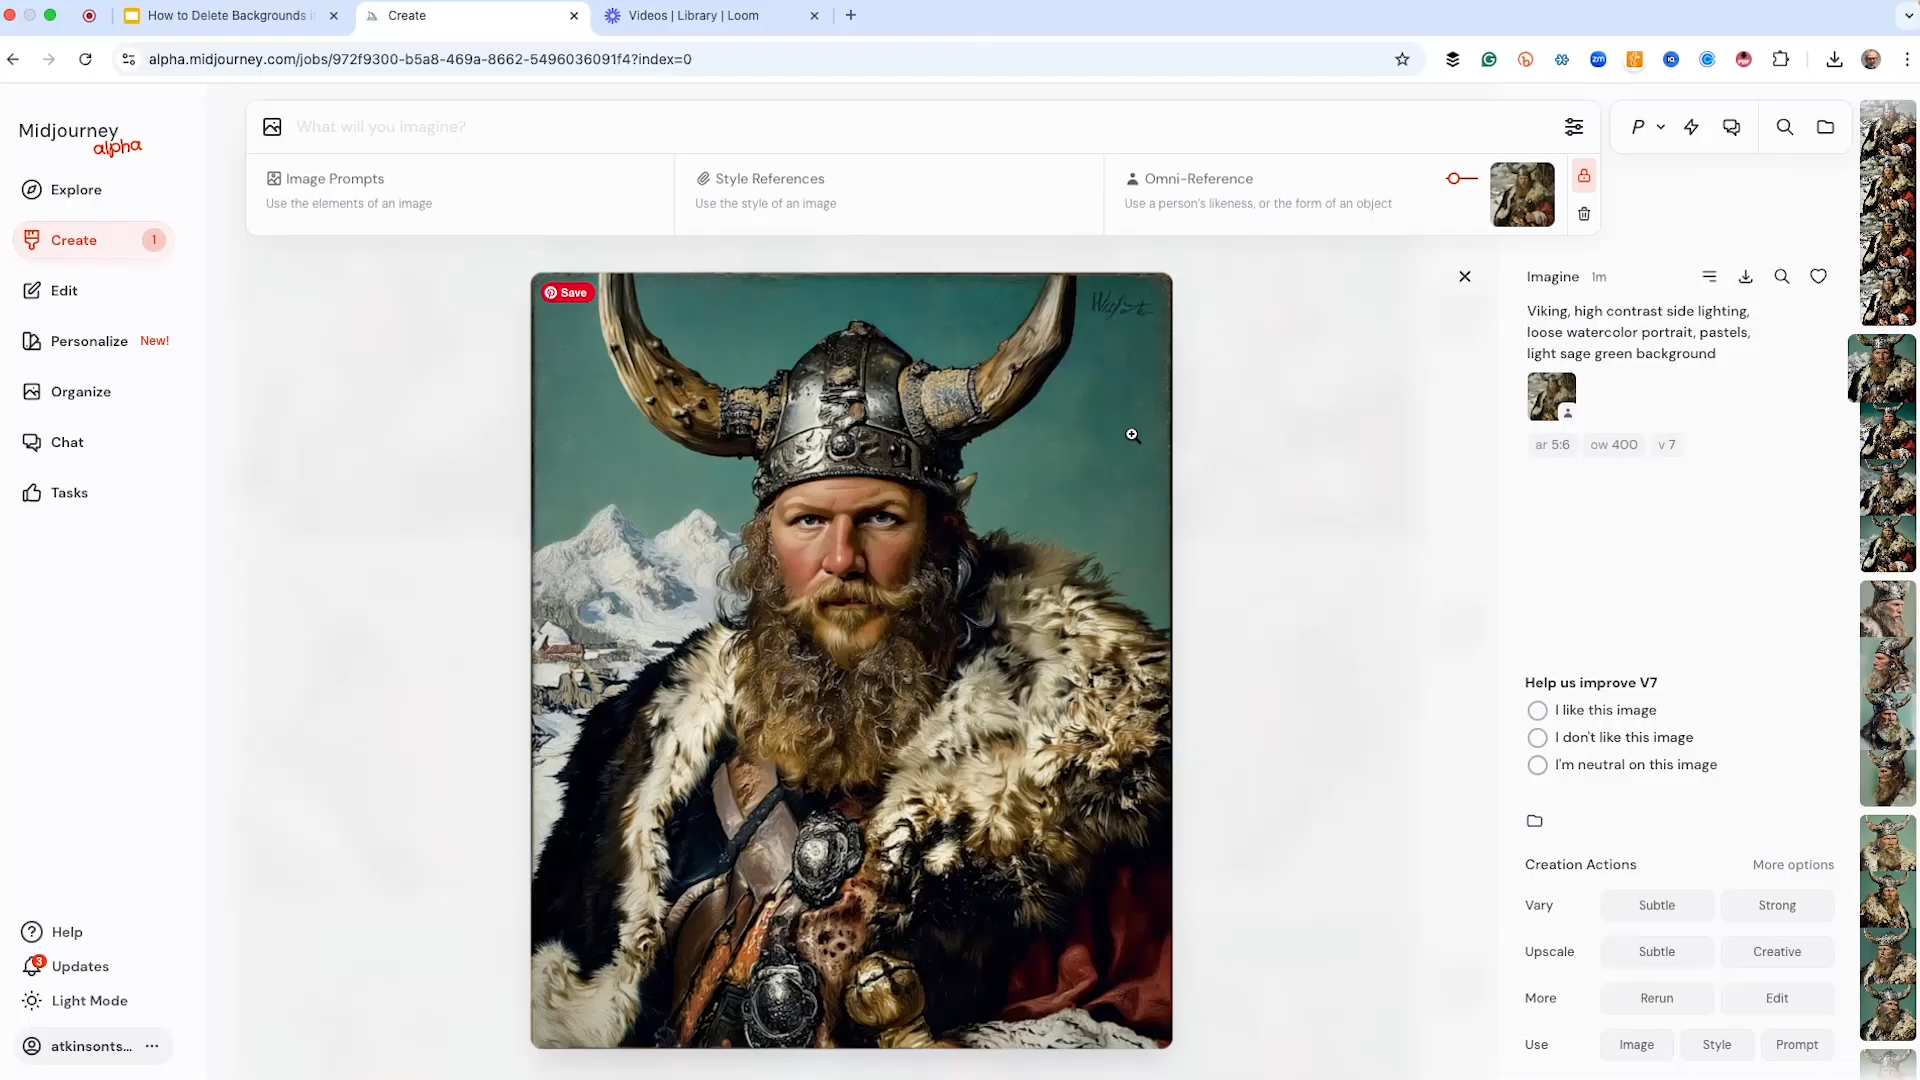 How to Delete Backgrounds i
Create
Videos | Library | Loom
alpha.midjourney.com/jobs/972f9300-b5a8-469a-8662-5496036091f4?index=0
Midjourney
alpha
Explore
Create
1
Edit
Personalize
New!
Organize
Chat
Tasks
Help
3
Updates
Light Mode
atkinsonts...
What will you imagine?
Image Prompts
Use the elements of an image
Style References
Use the style of an image
Omni-Reference
Use a person's likeness, or the form of an object
P
Save
Imagine 1m
Viking, high contrast side lighting,
loose watercolor portrait, pastels,
light sage green background
ar 5:6 ow 400 v 7
Help us improve V7
I like this image
I don't like this image
I'm neutral on this image
Creation Actions More options
Vary Subtle Strong
Upscale Subtle Creative
More Rerun Edit
Use Image Style Prompt